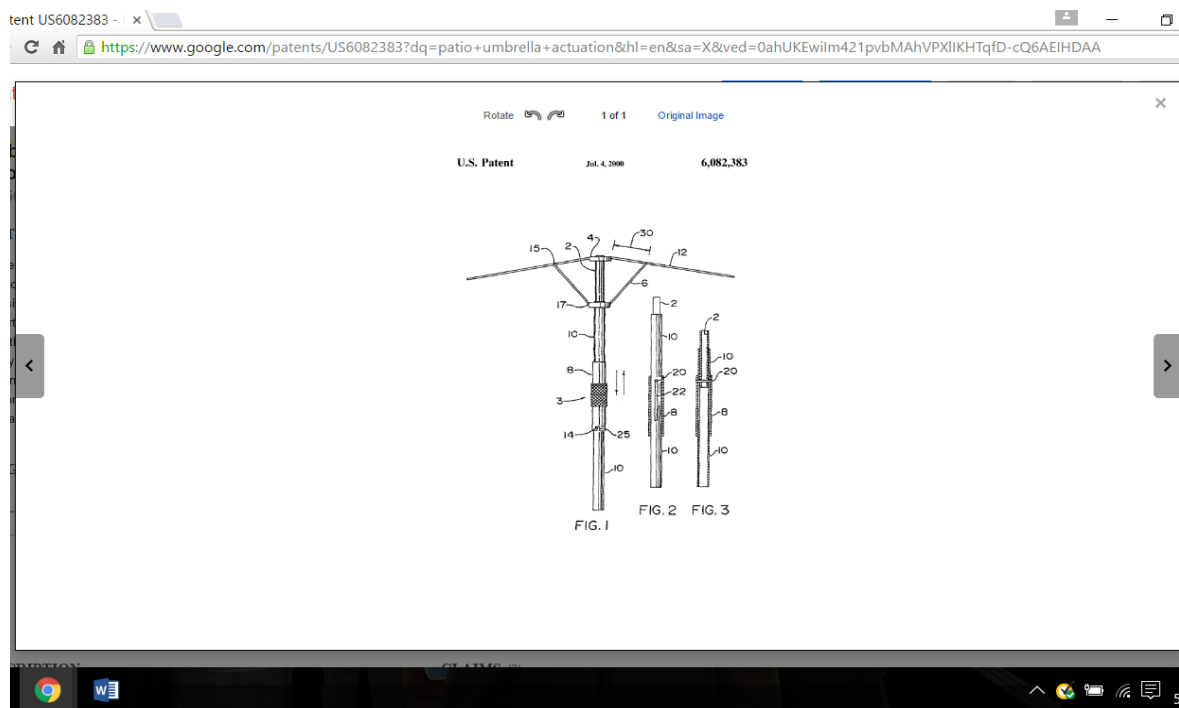 tent US6082383 -
https://www.google.com/patents/US6082383?dq=patio+umbrella+actuation&hl=en&sa=X&ved=0ahUKEwilm421pvbMAhVPXlIKHTqfD-cQ6AEIHDAA
Rotate 1 of 1 Original Image
U.S. Patent Jul. 4, 2000 6,082,383
30
4
15 2 12
6
17 2
2
10 10
10
8 20 20
22
3 8 8
14 25
10 10
10
FIG. 2 FIG. 3
FIG. 1